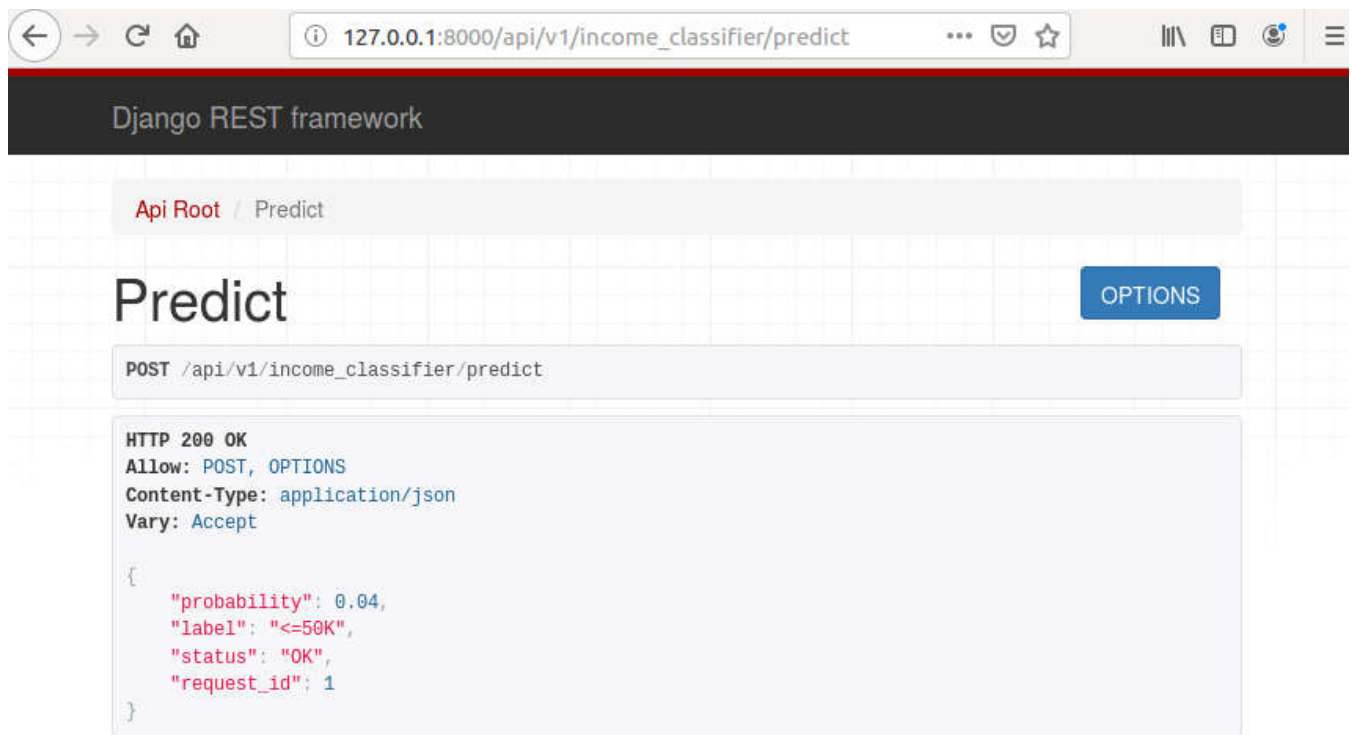 127.0.0.1:8000/api/v1/income_classifier/predict
Django REST framework
Api Root / Predict
Predict
OPTIONS
POST /api/v1/income_classifier/predict
HTTP 200 OK
Allow: POST, OPTIONS
Content-Type: application/json
Vary: Accept
{
    "probability": 0.04,
    "label": "<=50K",
    "status": "OK",
    "request_id": 1
}